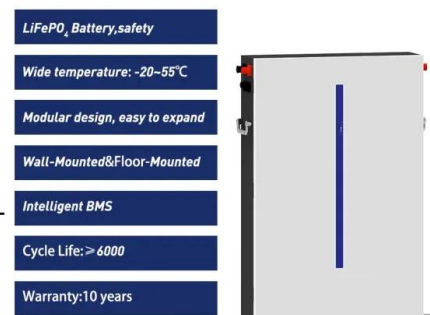 LiFePO₄ Battery,safety
Wide temperature: -20~55℃
Modular design, easy to expand
Wall-Mounted&Floor-Mounted
Intelligent BMS
Cycle Life:≥6000
Warranty:10 years